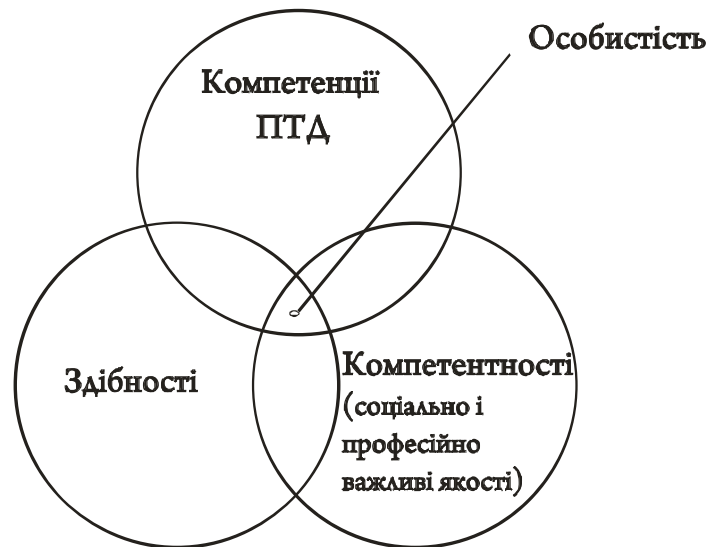 Особистість
Компетенції
ПТД
Здібності
Компетентності
(соціально і
професійно
важливі якості)